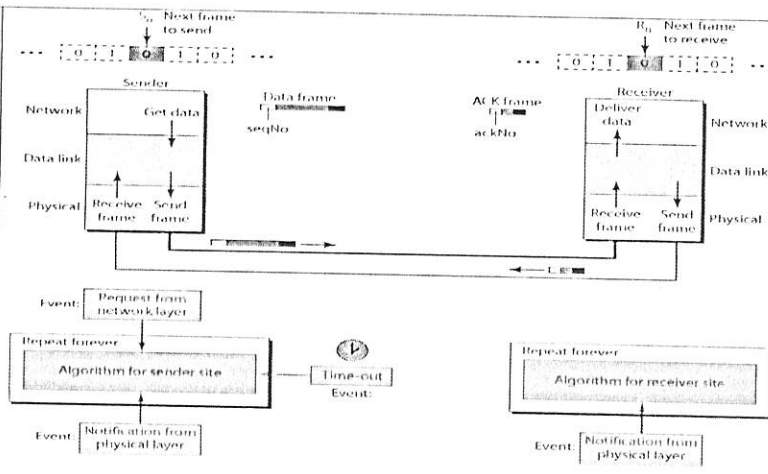 Sn Next frame
to send
Rn Next frame
to receive
... 0 1 0 1 0 ...
... 0 1 0 1 0 ...
Sender
Receiver
Data frame
seqNo
ACK frame
ackNo
Network
Get data
Deliver
data
Network
Data link
Data link
Physical
Receive
frame
Send
frame
Receive
frame
Send
frame
Physical
Event:
Request from
network layer
Repeat forever
Algorithm for sender site
Time-out
Event:
Repeat forever
Algorithm for receiver site
Event:
Notification from
physical layer
Event:
Notification from
physical layer